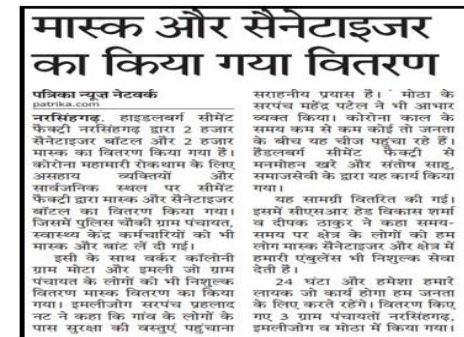 मास्क और सैनेटाइजर
का किया गया वितरण
पत्रिका न्यूज नेटवर्क
patrika.com
नरसिंहगढ़. हाइडलबर्ग सीमेंट
फैक्ट्री नरसिंहगढ़ द्वारा 2 हजार
सैनेटाइजर बॉटल और 2 हजार
मास्क का वितरण किया गया है।
कोरोना महामारी रोकथाम के लिए
असहाय व्यक्तियों और
सार्वजनिक स्थल पर सीमेंट
फैक्ट्री द्वारा मास्क और सैनेटाइजर
बॉटल का वितरण किया गया।
जिसमें पुलिस चौकी ग्राम पंचायत,
स्वास्थ्य केंद्र कर्मचारियों को भी
मास्क और बांट लें दी गई।
इसी के साथ वर्कर कॉलोनी
ग्राम मोटा और इमली जोग ग्राम
पंचायत के लोगों को भी निशुल्क
वितरण मास्क वितरण का किया
गया। इमलीजोग सरपंच प्रहलाद
नट ने कहा कि गांव के लोगों के
पास सुरक्षा की वस्तुएं पहुंचाना
सराहनीय प्रयास है। मोठा के
सरपंच महेंद्र पटेल ने भी आभार
व्यक्त किया। कोरोना काल के
समय कम से कम कोई तो जनता
के बीच यह चीज पहुंचा रहे हैं।
हैडलबर्ग सीमेंट फैक्ट्री से
मनमोहन खरे और संतोष साहू,
समाजसेवी के द्वारा यह कार्य किया
गया।
यह सामग्री वितरित की गई।
इसमें सीएसआर हेड विकास शर्मा
व दीपक ठाकुर ने कहा समय-
समय पर क्षेत्र के लोगों को हम
लोग मास्क सैनेटाइजर और क्षेत्र में
हमारी एंबुलेंस भी निशुल्क सेवा
देती है।
24 घंटा और हमेशा हमारे
लायक जो कार्य होगा हम जनता
के लिए करते रहेंगे। वितरण किए
गए 3 ग्राम पंचायतों नरसिंहगढ़,
इमलीजोग व मोठा में किया गया।